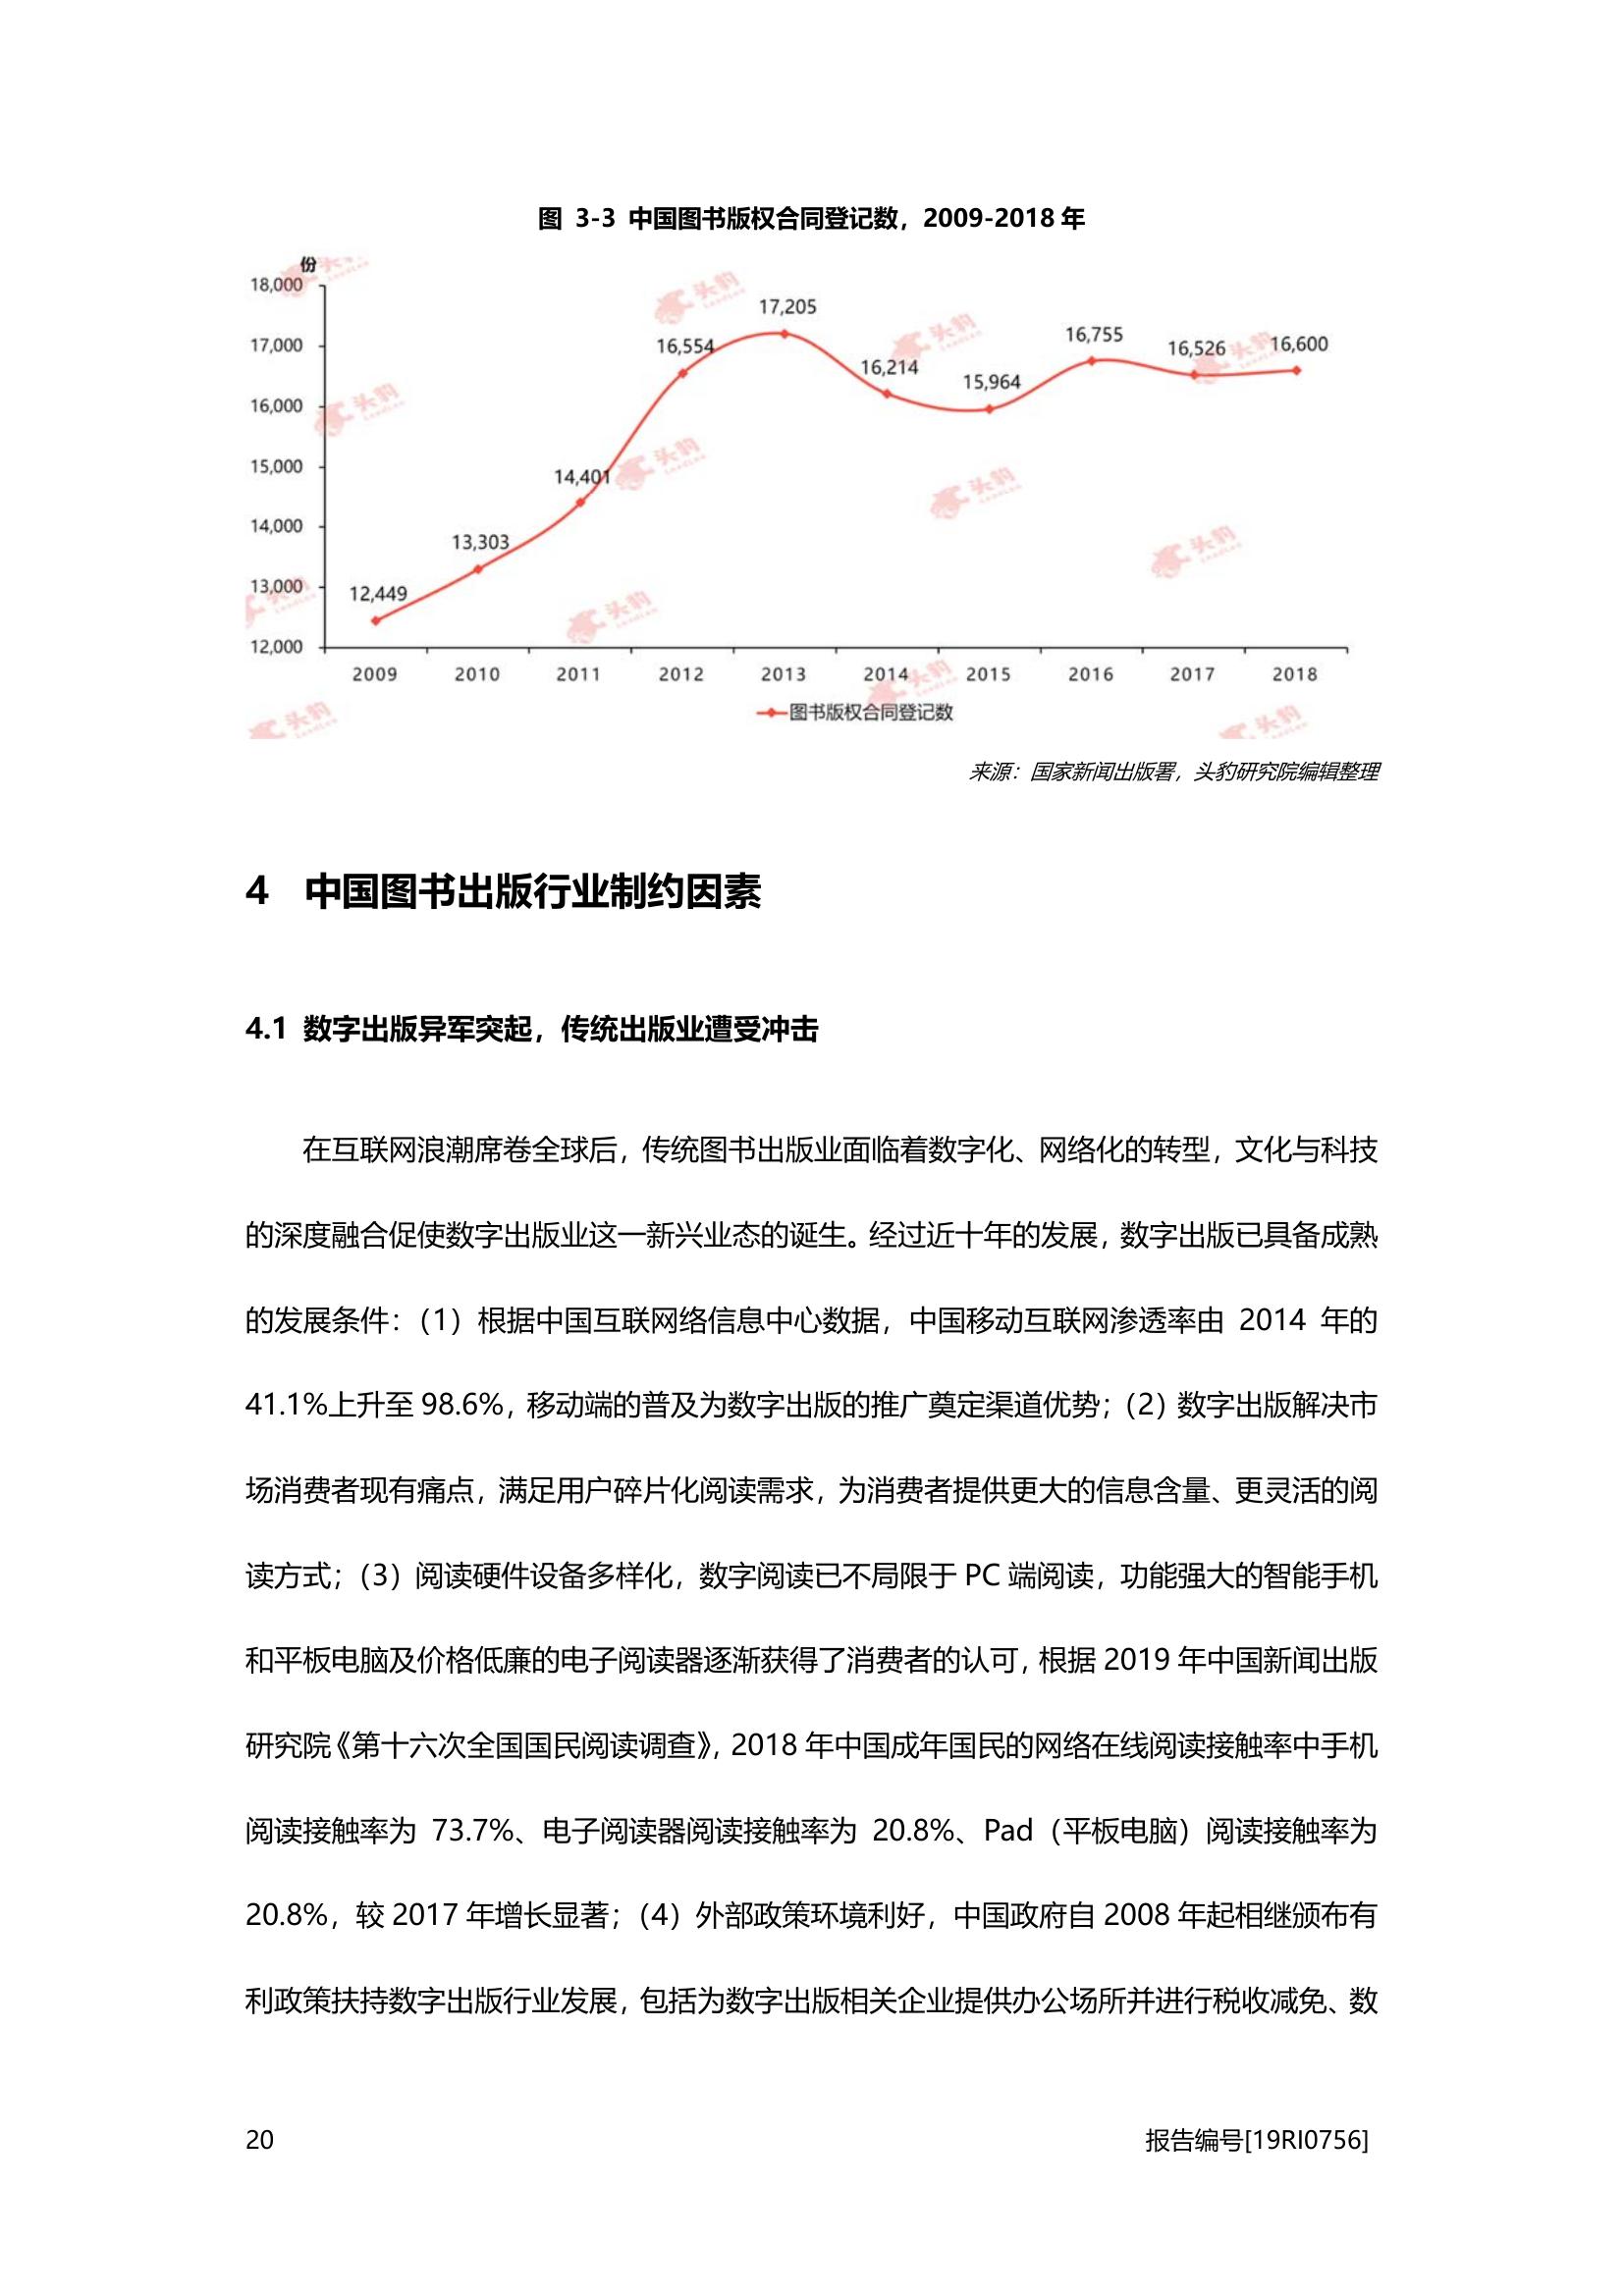 图 3-3 中国图书版权合同登记数，2009-2018 年
份
18,000
17,000
16,000
15,000
14,000
13,000
12,000
12,449
13,303
14,401
16,554
17,205
16,214
15,964
16,755
16,526
16,600
2009 2010 2011 2012 2013 2014 2015 2016 2017 2018
图书版权合同登记数
头豹
LeadLeo
来源：国家新闻出版署，头豹研究院编辑整理
4 中国图书出版行业制约因素
4.1 数字出版异军突起，传统出版业遭受冲击
在互联网浪潮席卷全球后，传统图书出版业面临着数字化、网络化的转型，文化与科技
的深度融合促使数字出版业这一新兴业态的诞生。经过近十年的发展，数字出版已具备成熟
的发展条件：（1）根据中国互联网络信息中心数据，中国移动互联网渗透率由 2014 年的
41.1%上升至 98.6%，移动端的普及为数字出版的推广奠定渠道优势；（2）数字出版解决市
场消费者现有痛点，满足用户碎片化阅读需求，为消费者提供更大的信息含量、更灵活的阅
读方式；（3）阅读硬件设备多样化，数字阅读已不局限于 PC 端阅读，功能强大的智能手机
和平板电脑及价格低廉的电子阅读器逐渐获得了消费者的认可，根据 2019 年中国新闻出版
研究院《第十六次全国国民阅读调查》，2018 年中国成年国民的网络在线阅读接触率中手机
阅读接触率为 73.7%、电子阅读器阅读接触率为 20.8%、Pad（平板电脑）阅读接触率为
20.8%，较 2017 年增长显著；（4）外部政策环境利好，中国政府自 2008 年起相继颁布有
利政策扶持数字出版行业发展，包括为数字出版相关企业提供办公场所并进行税收减免、数
20
报告编号[19RI0756]